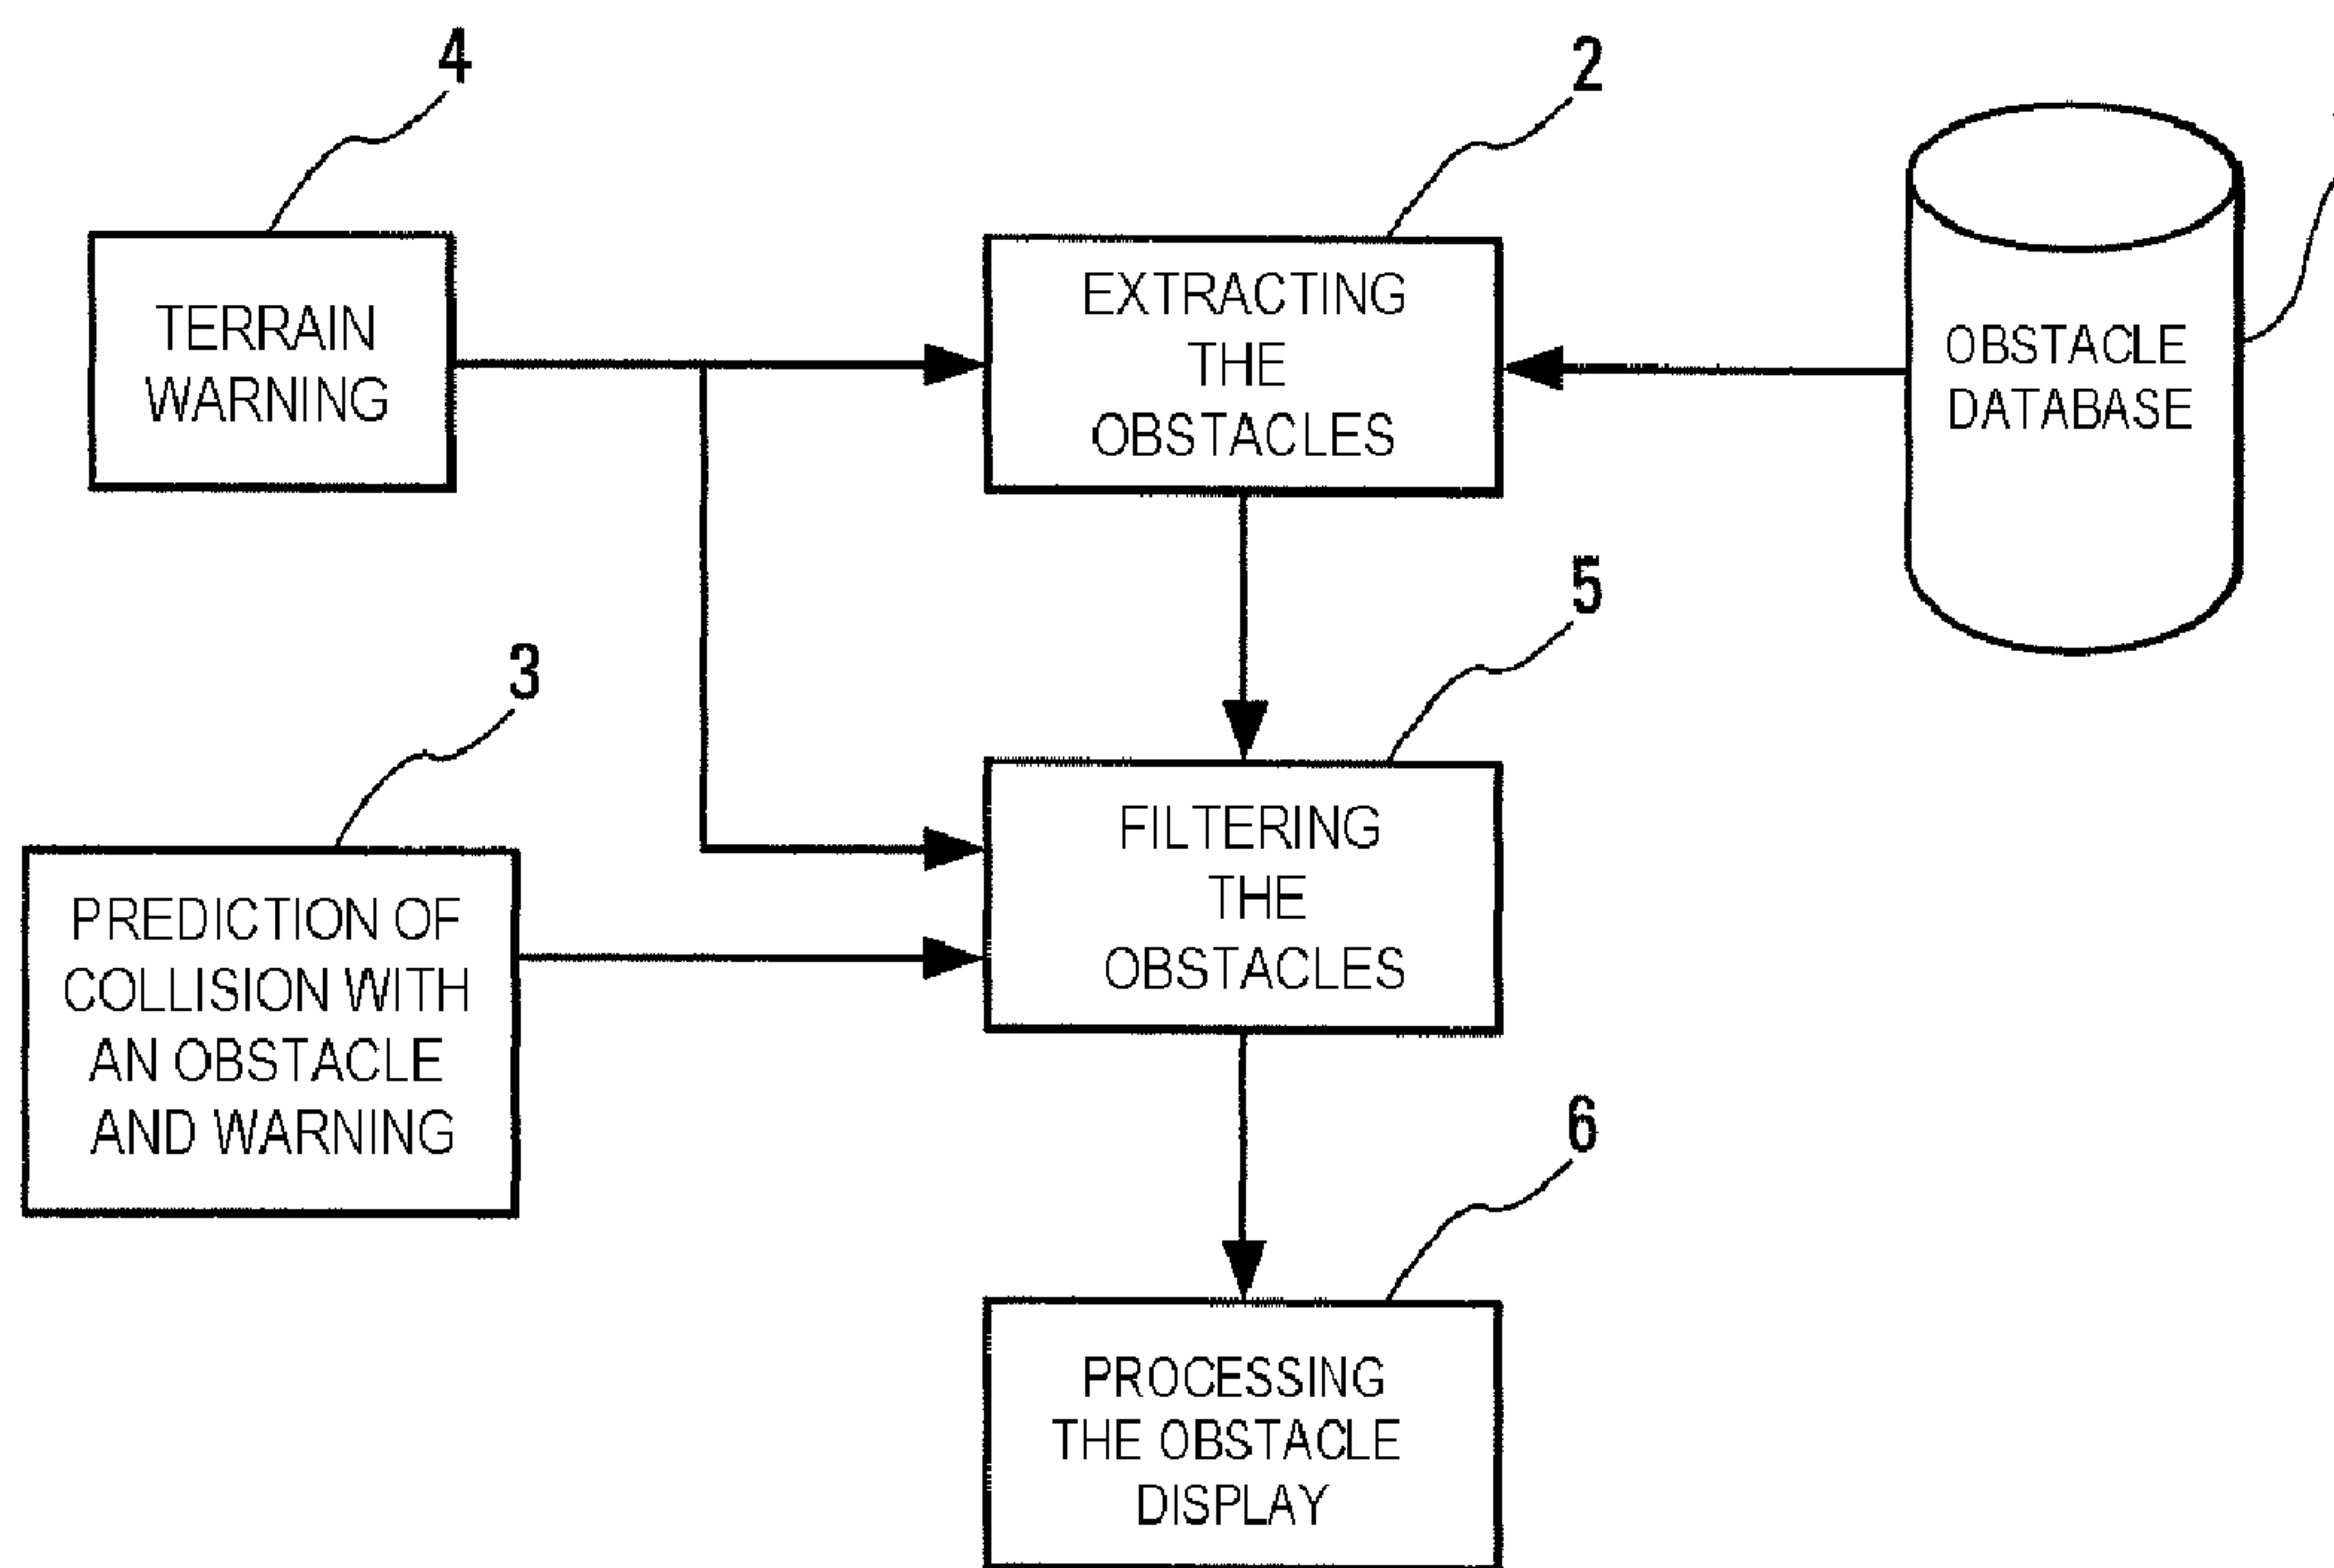 4
2
TERRAIN
WARNING
EXTRACTING
THE
OBSTACLES
OBSTACLE
DATABASE
3
5
PREDICTION OF
COLLISION WITH
AN OBSTACLE
AND WARNING
FILTERING
THE
OBSTACLES
6
PROCESSING
THE OBSTACLE
DISPLAY